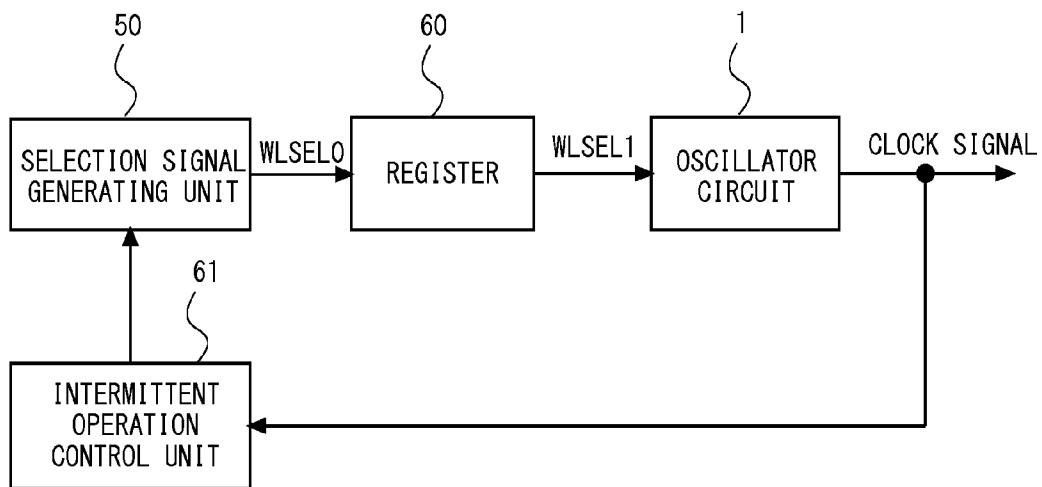 50
60
1
SELECTION SIGNAL
GENERATING UNIT
WLSEL0
REGISTER
WLSEL1
OSCILLATOR
CIRCUIT
CLOCK SIGNAL
61
INTERMITTENT
OPERATION
CONTROL UNIT